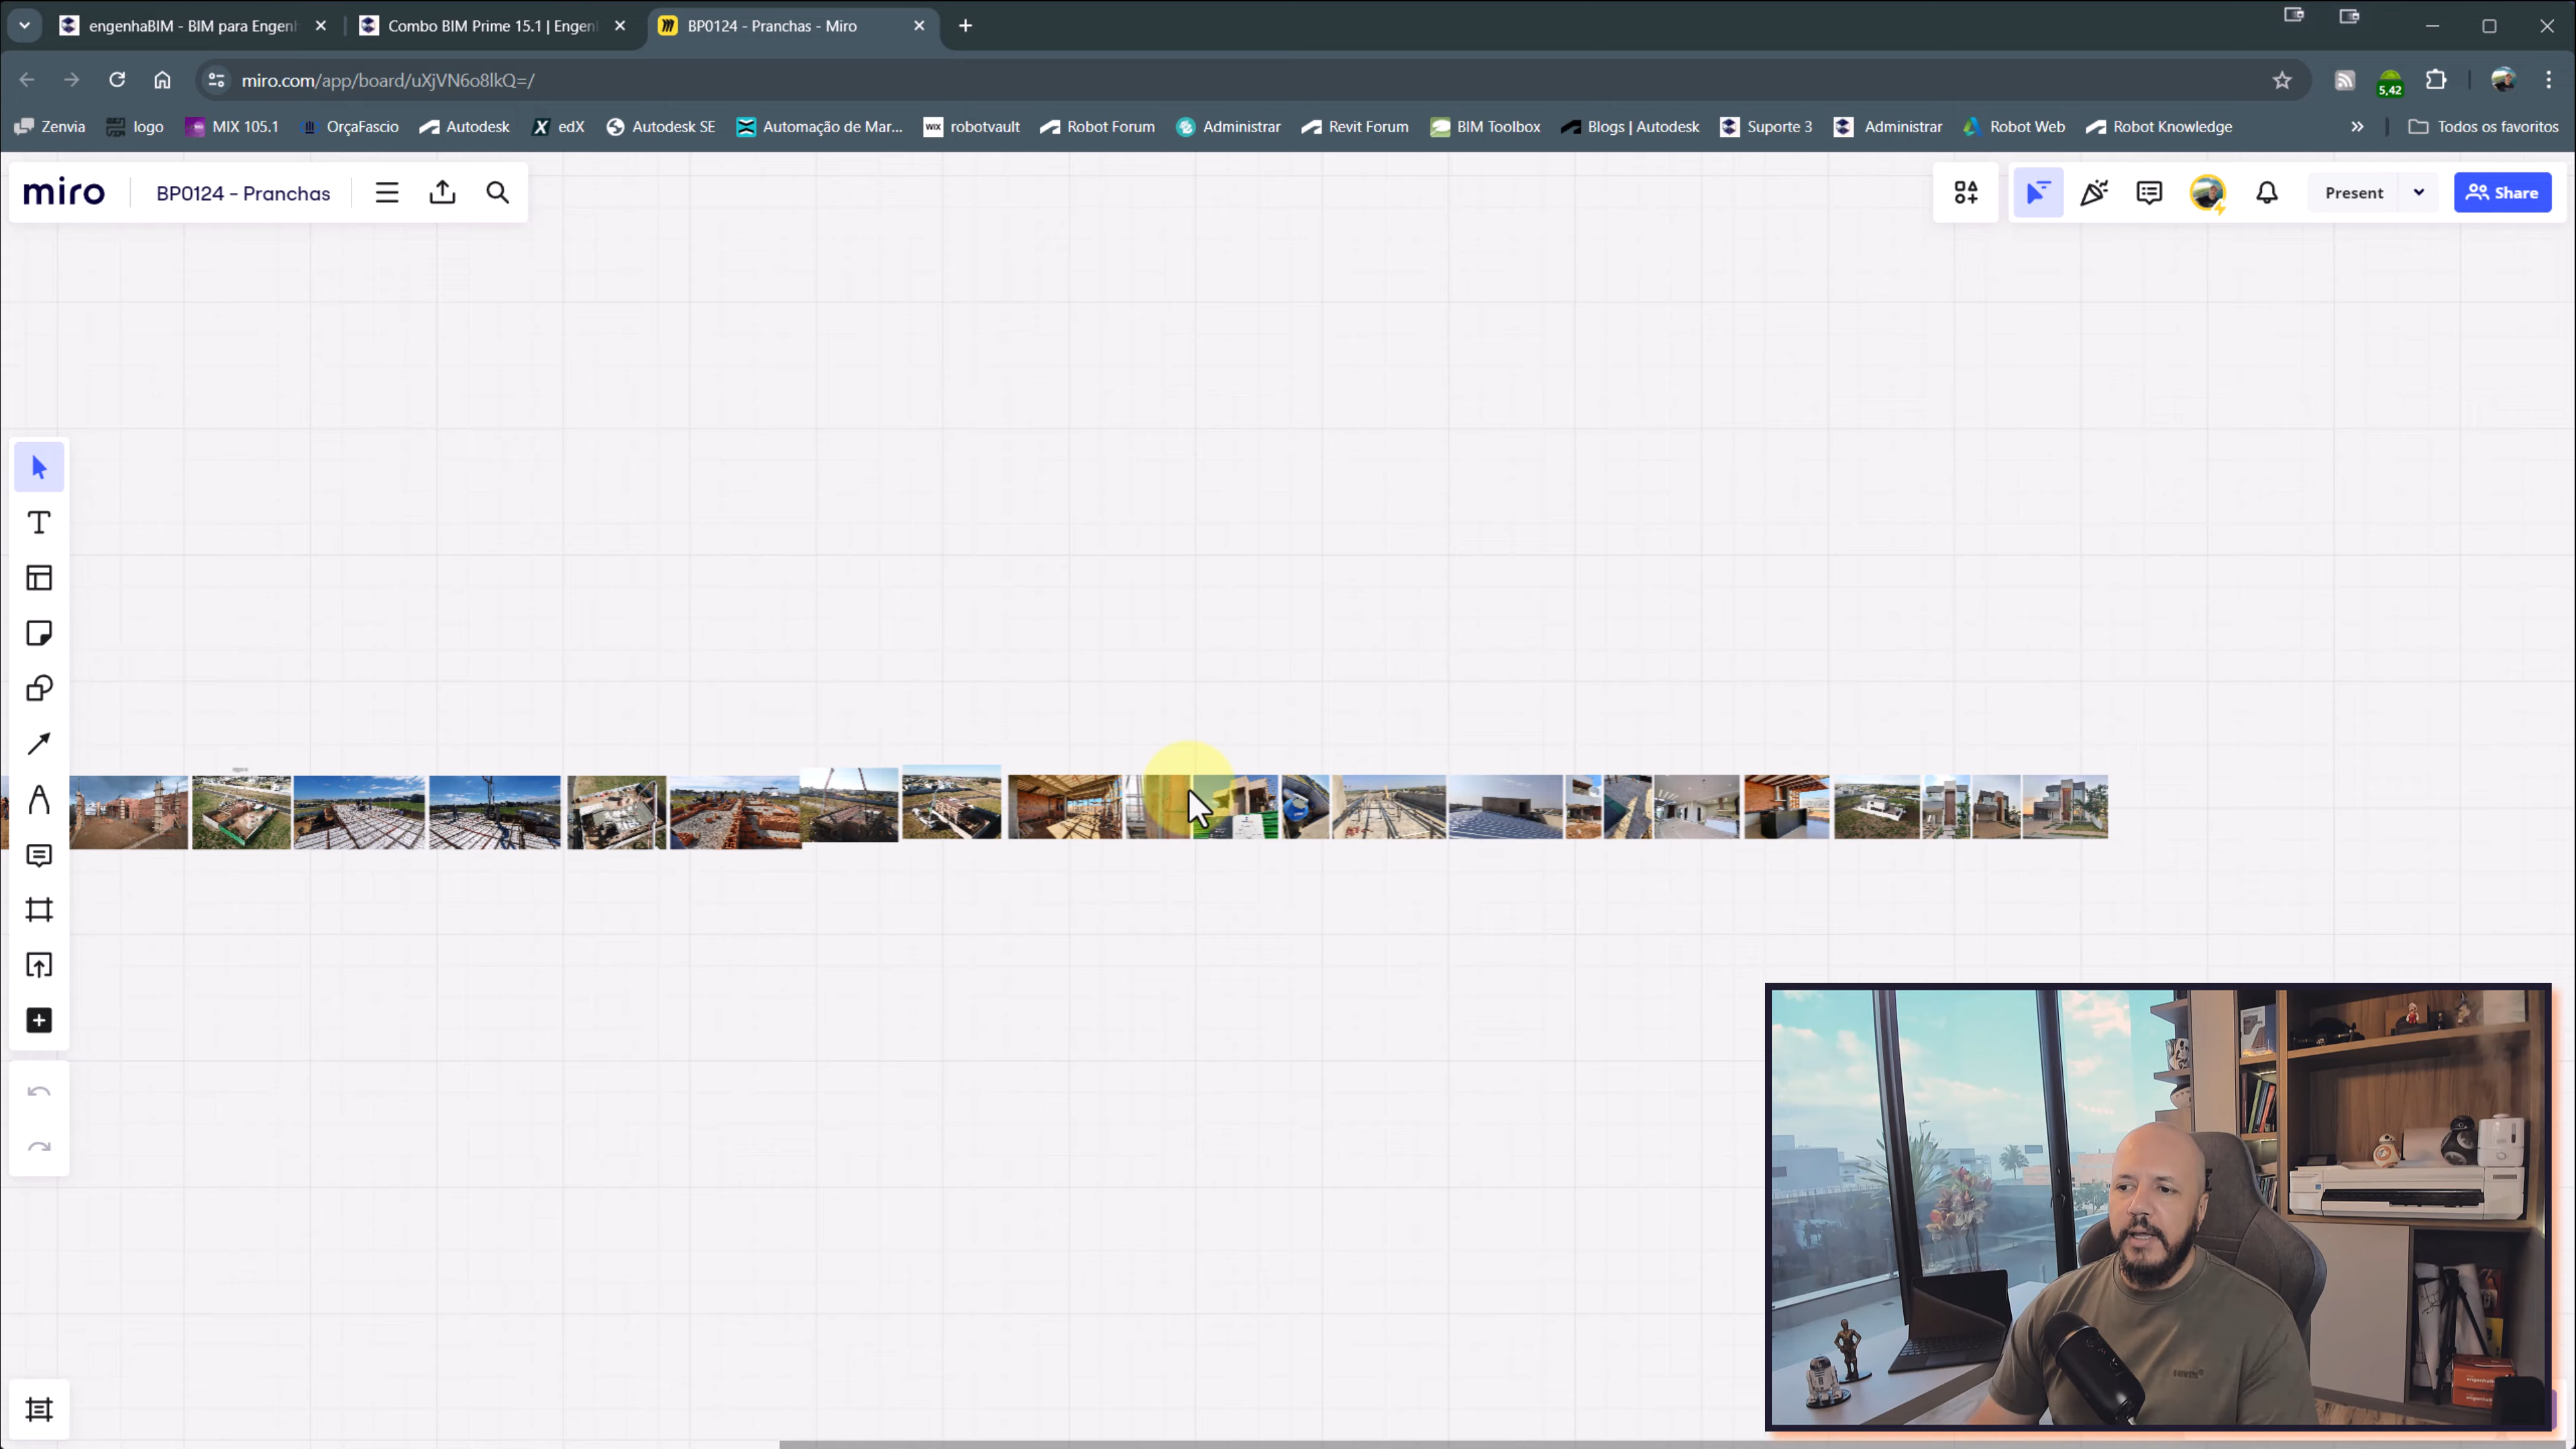 engenhaBIM - BIM para Engen
Combo BIM Prime 15.1 | Engen
BP0124 - Pranchas - Miro
miro.com/app/board/uXjVN6o8lkQ=/
5,42
Zenvia
logo
MIX 105.1
OrçaFascio
Autodesk
edX
Autodesk SE
Automação de Mar...
WIX
robotvault
Robot Forum
Administrar
Revit Forum
BIM Toolbox
Blogs | Autodesk
Suporte 3
Administrar
Robot Web
Robot Knowledge
Todos os favoritos
miro
BP0124 - Pranchas
Present
Share